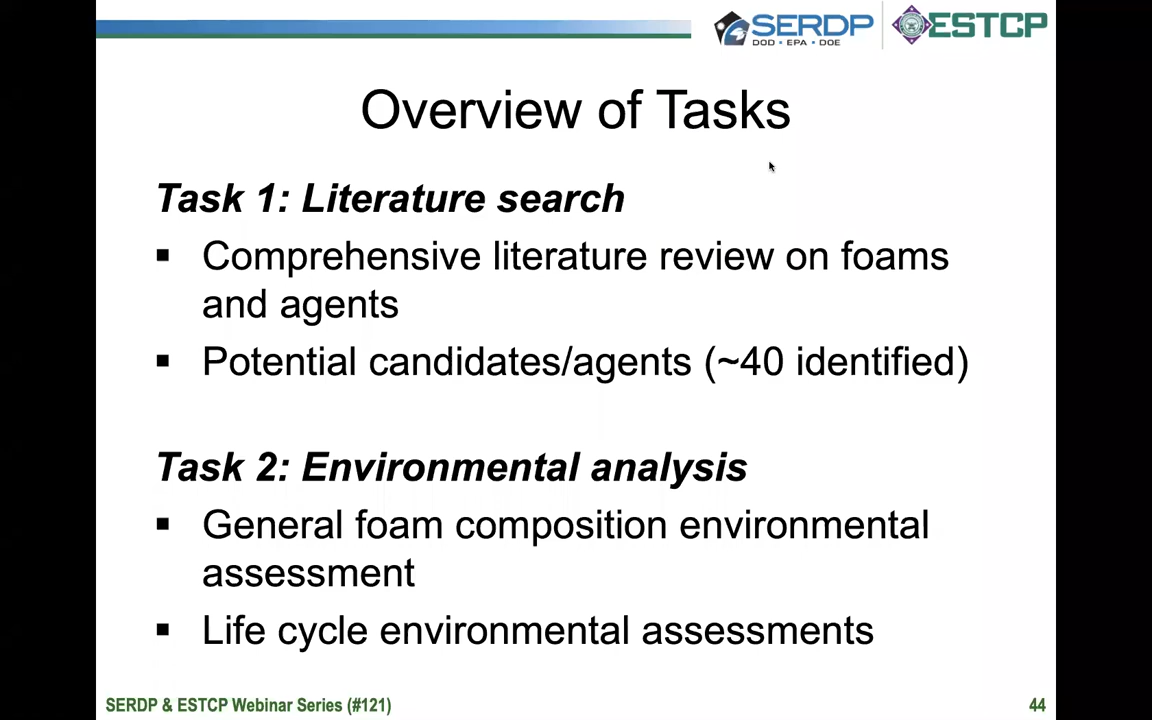 SERDP
DOD • EPA • DOE
ESTCP
Overview of Tasks
Task 1: Literature search
▪ Comprehensive literature review on foams
and agents
▪ Potential candidates/agents (~40 identified)
Task 2: Environmental analysis
▪ General foam composition environmental
assessment
▪ Life cycle environmental assessments
SERDP & ESTCP Webinar Series (#121)
44